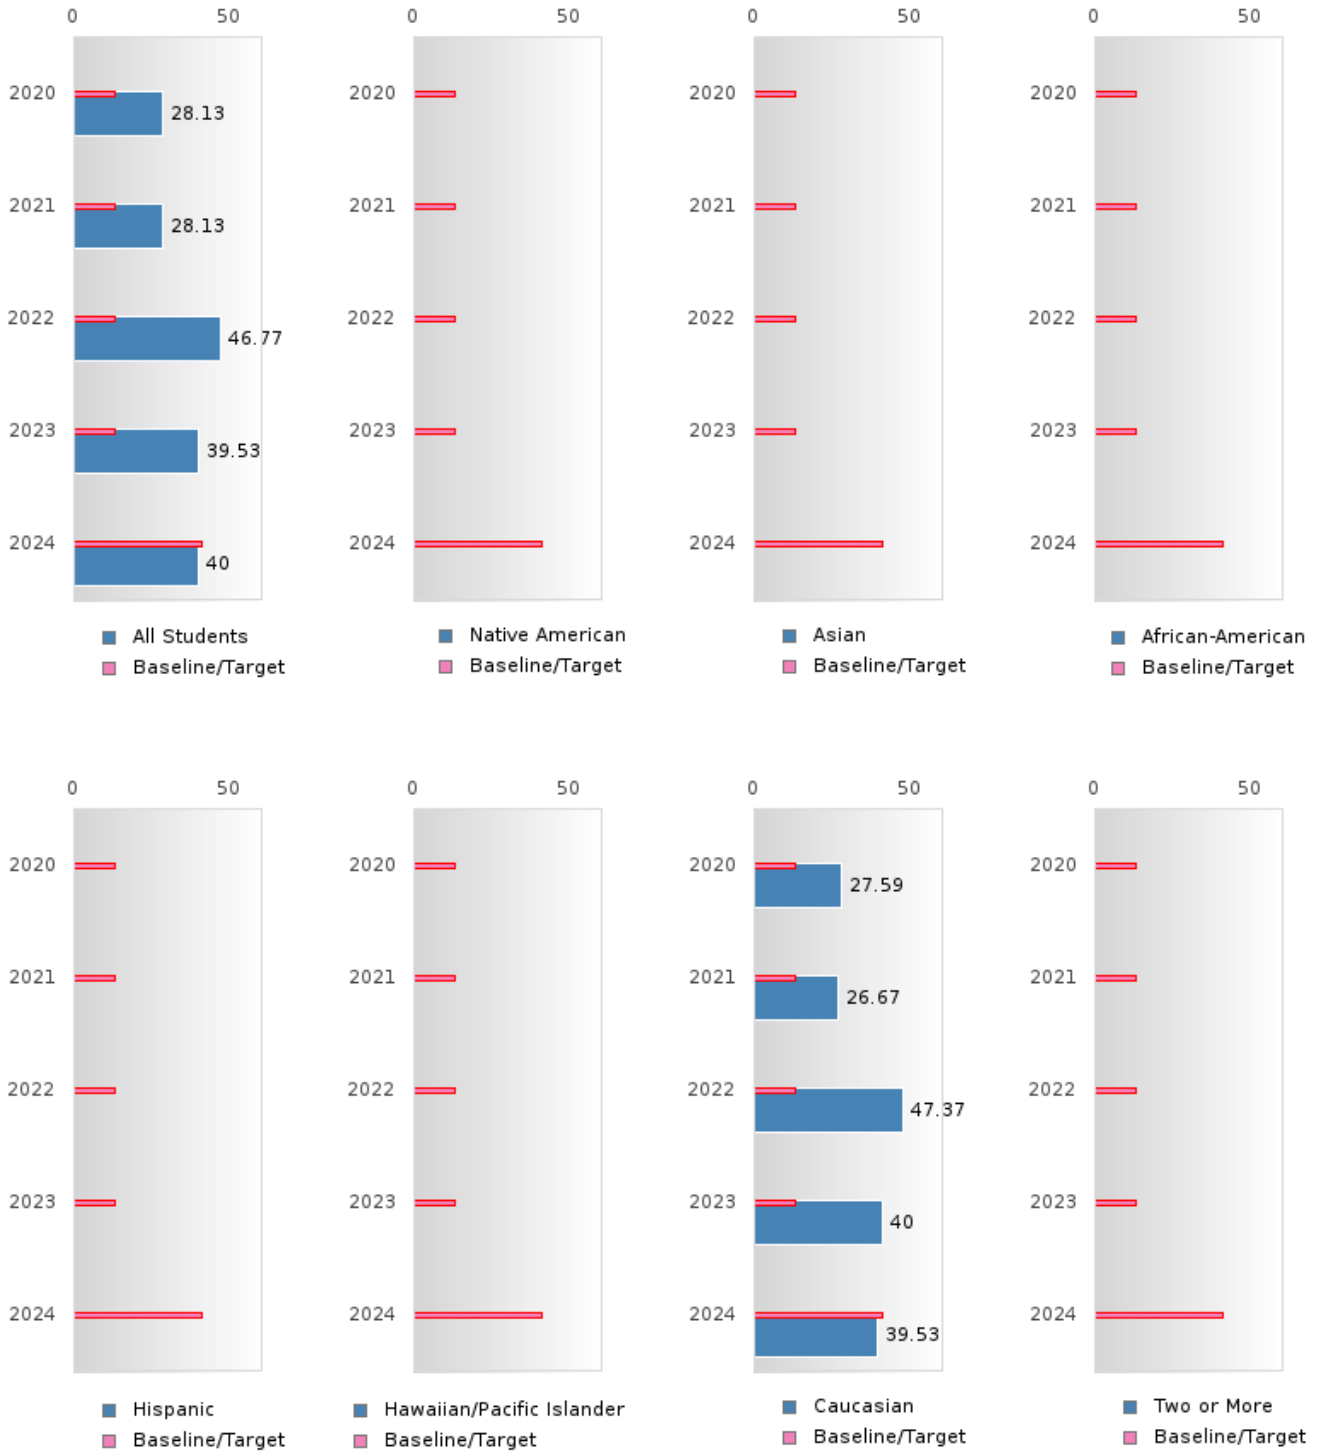 0 50 0 50 0 50 0 50
2020 28.13 2020 2020 2020
2021 28.13 2021 2021 2021
2022 46.77 2022 2022 2022
2023 39.53 2023 2023 2023
2024 40 2024 2024 2024
All Students Native American Asian African-American
Baseline/Target Baseline/Target Baseline/Target Baseline/Target
0 50 0 50 0 50 0 50
2020 2020 2020 27.59 2020
2021 2021 2021 26.67 2021
2022 2022 2022 47.37 2022
2023 2023 2023 40 2023
2024 2024 2024 39.53 2024
Hispanic Hawaiian/Pacific Islander Caucasian Two or More
Baseline/Target Baseline/Target Baseline/Target Baseline/Target